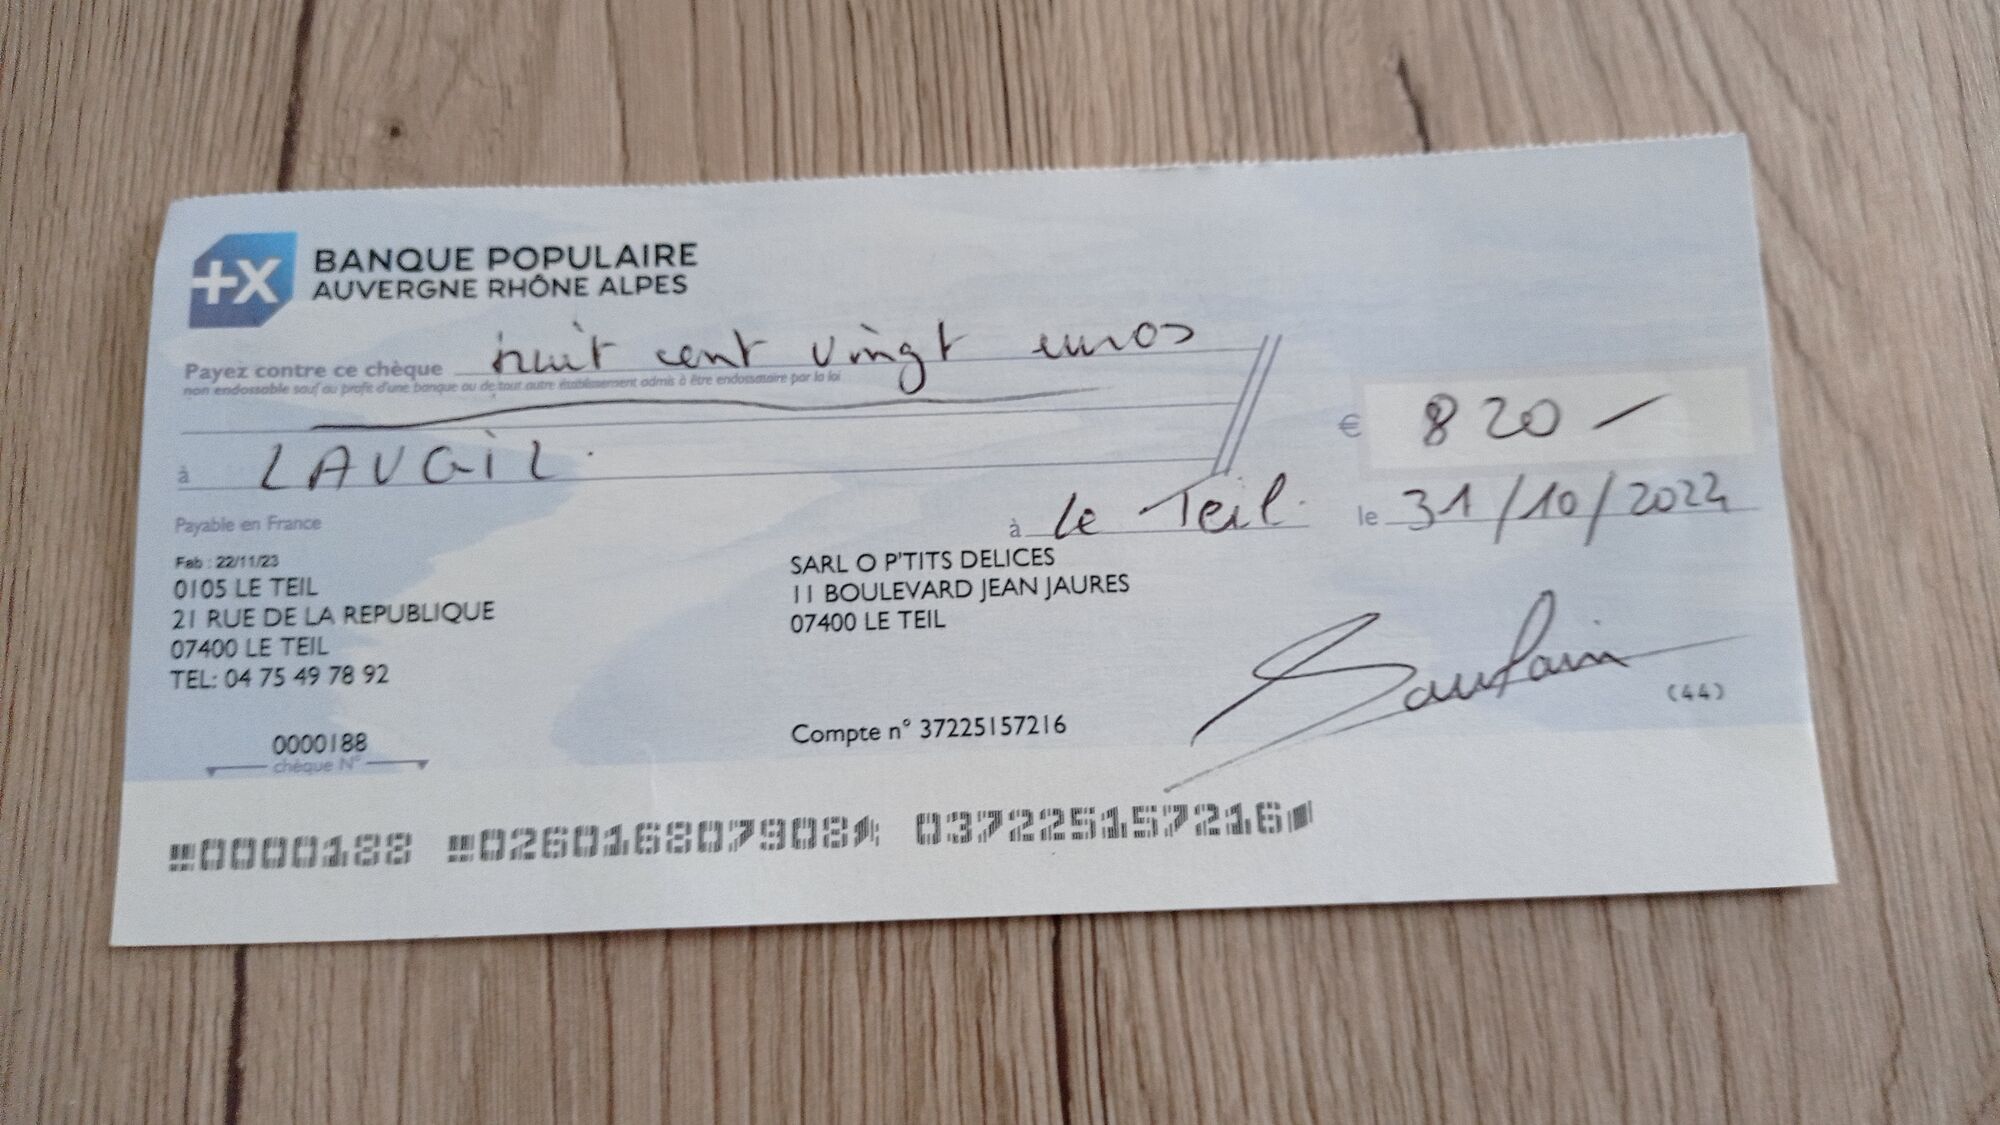 +X
BANQUE POPULAIRE
AUVERGNE RHÔNE ALPES
Payez contre ce chèque huit cent vingt euros
non endossable sauf au profit d'une banque ou de tout autre établissement admis à être endossataire par la loi
€ 820 -
à LAVGIL.
à Le Teil. le 31/10/2024
Payable en France
Fab : 22/11/23
0105 LE TEIL
21 RUE DE LA REPUBLIQUE
07400 LE TEIL
TEL: 04 75 49 78 92
SARL O P'TITS DELICES
11 BOULEVARD JEAN JAURES
07400 LE TEIL
(44)
Compte n° 37225157216
0000188
chèque N°
0000188 026016807908 037225157216